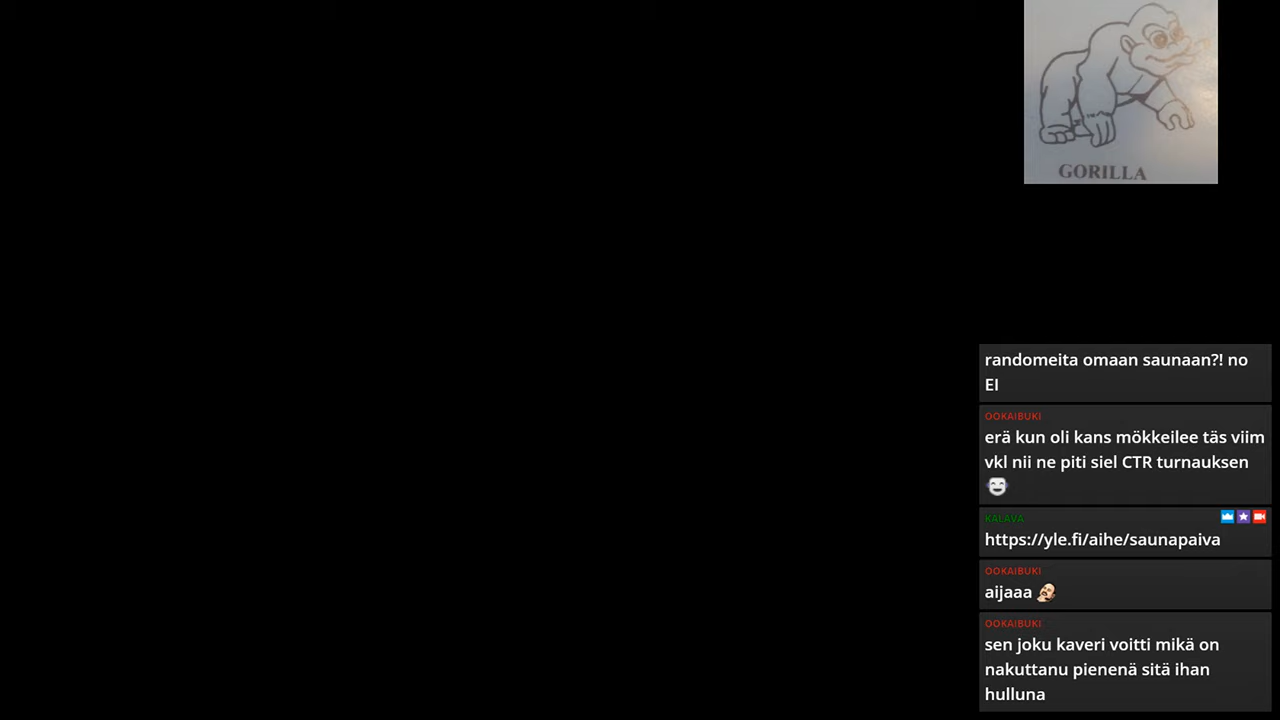 GORILLA
randomeita omaan saunaan?! no
EI
OOKAIBUKI
erä kun oli kans mökkeilee täs viim
vkl nii ne piti siel CTR turnauksen
KALAVA
https://yle.fi/aihe/saunapaiva
OOKAIBUKI
aijaaa
OOKAIBUKI
sen joku kaveri voitti mikä on
nakuttanu pienenä sitä ihan
hulluna